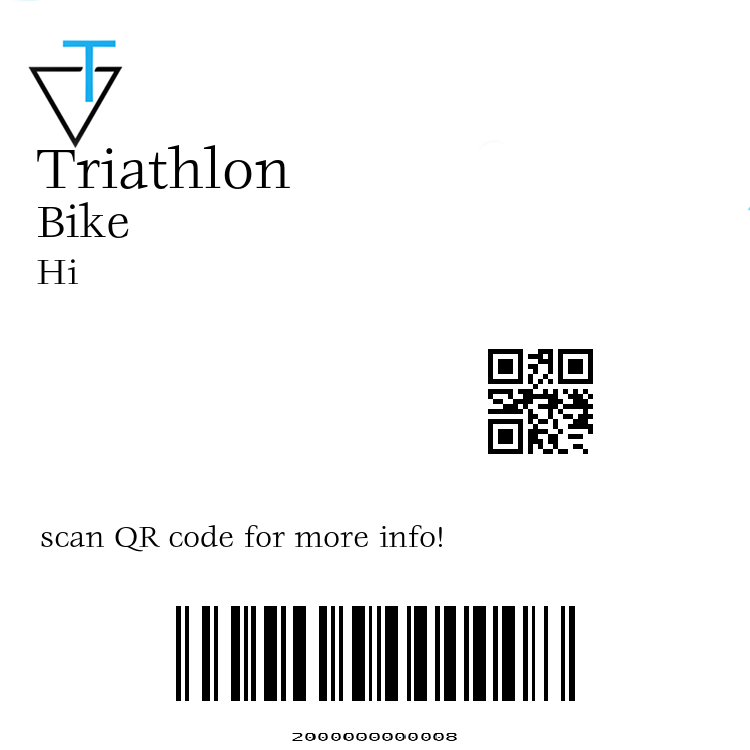 T
Triathlon
Bike
Hi
scan QR code for more info!
2000000000008